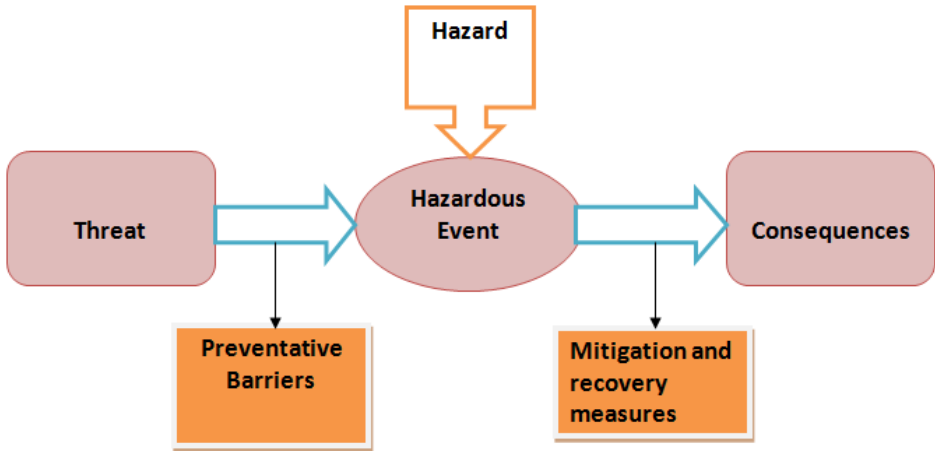 Hazard
Threat
Hazardous
Event
Consequences
Preventative
Barriers
Mitigation and
recovery
measures